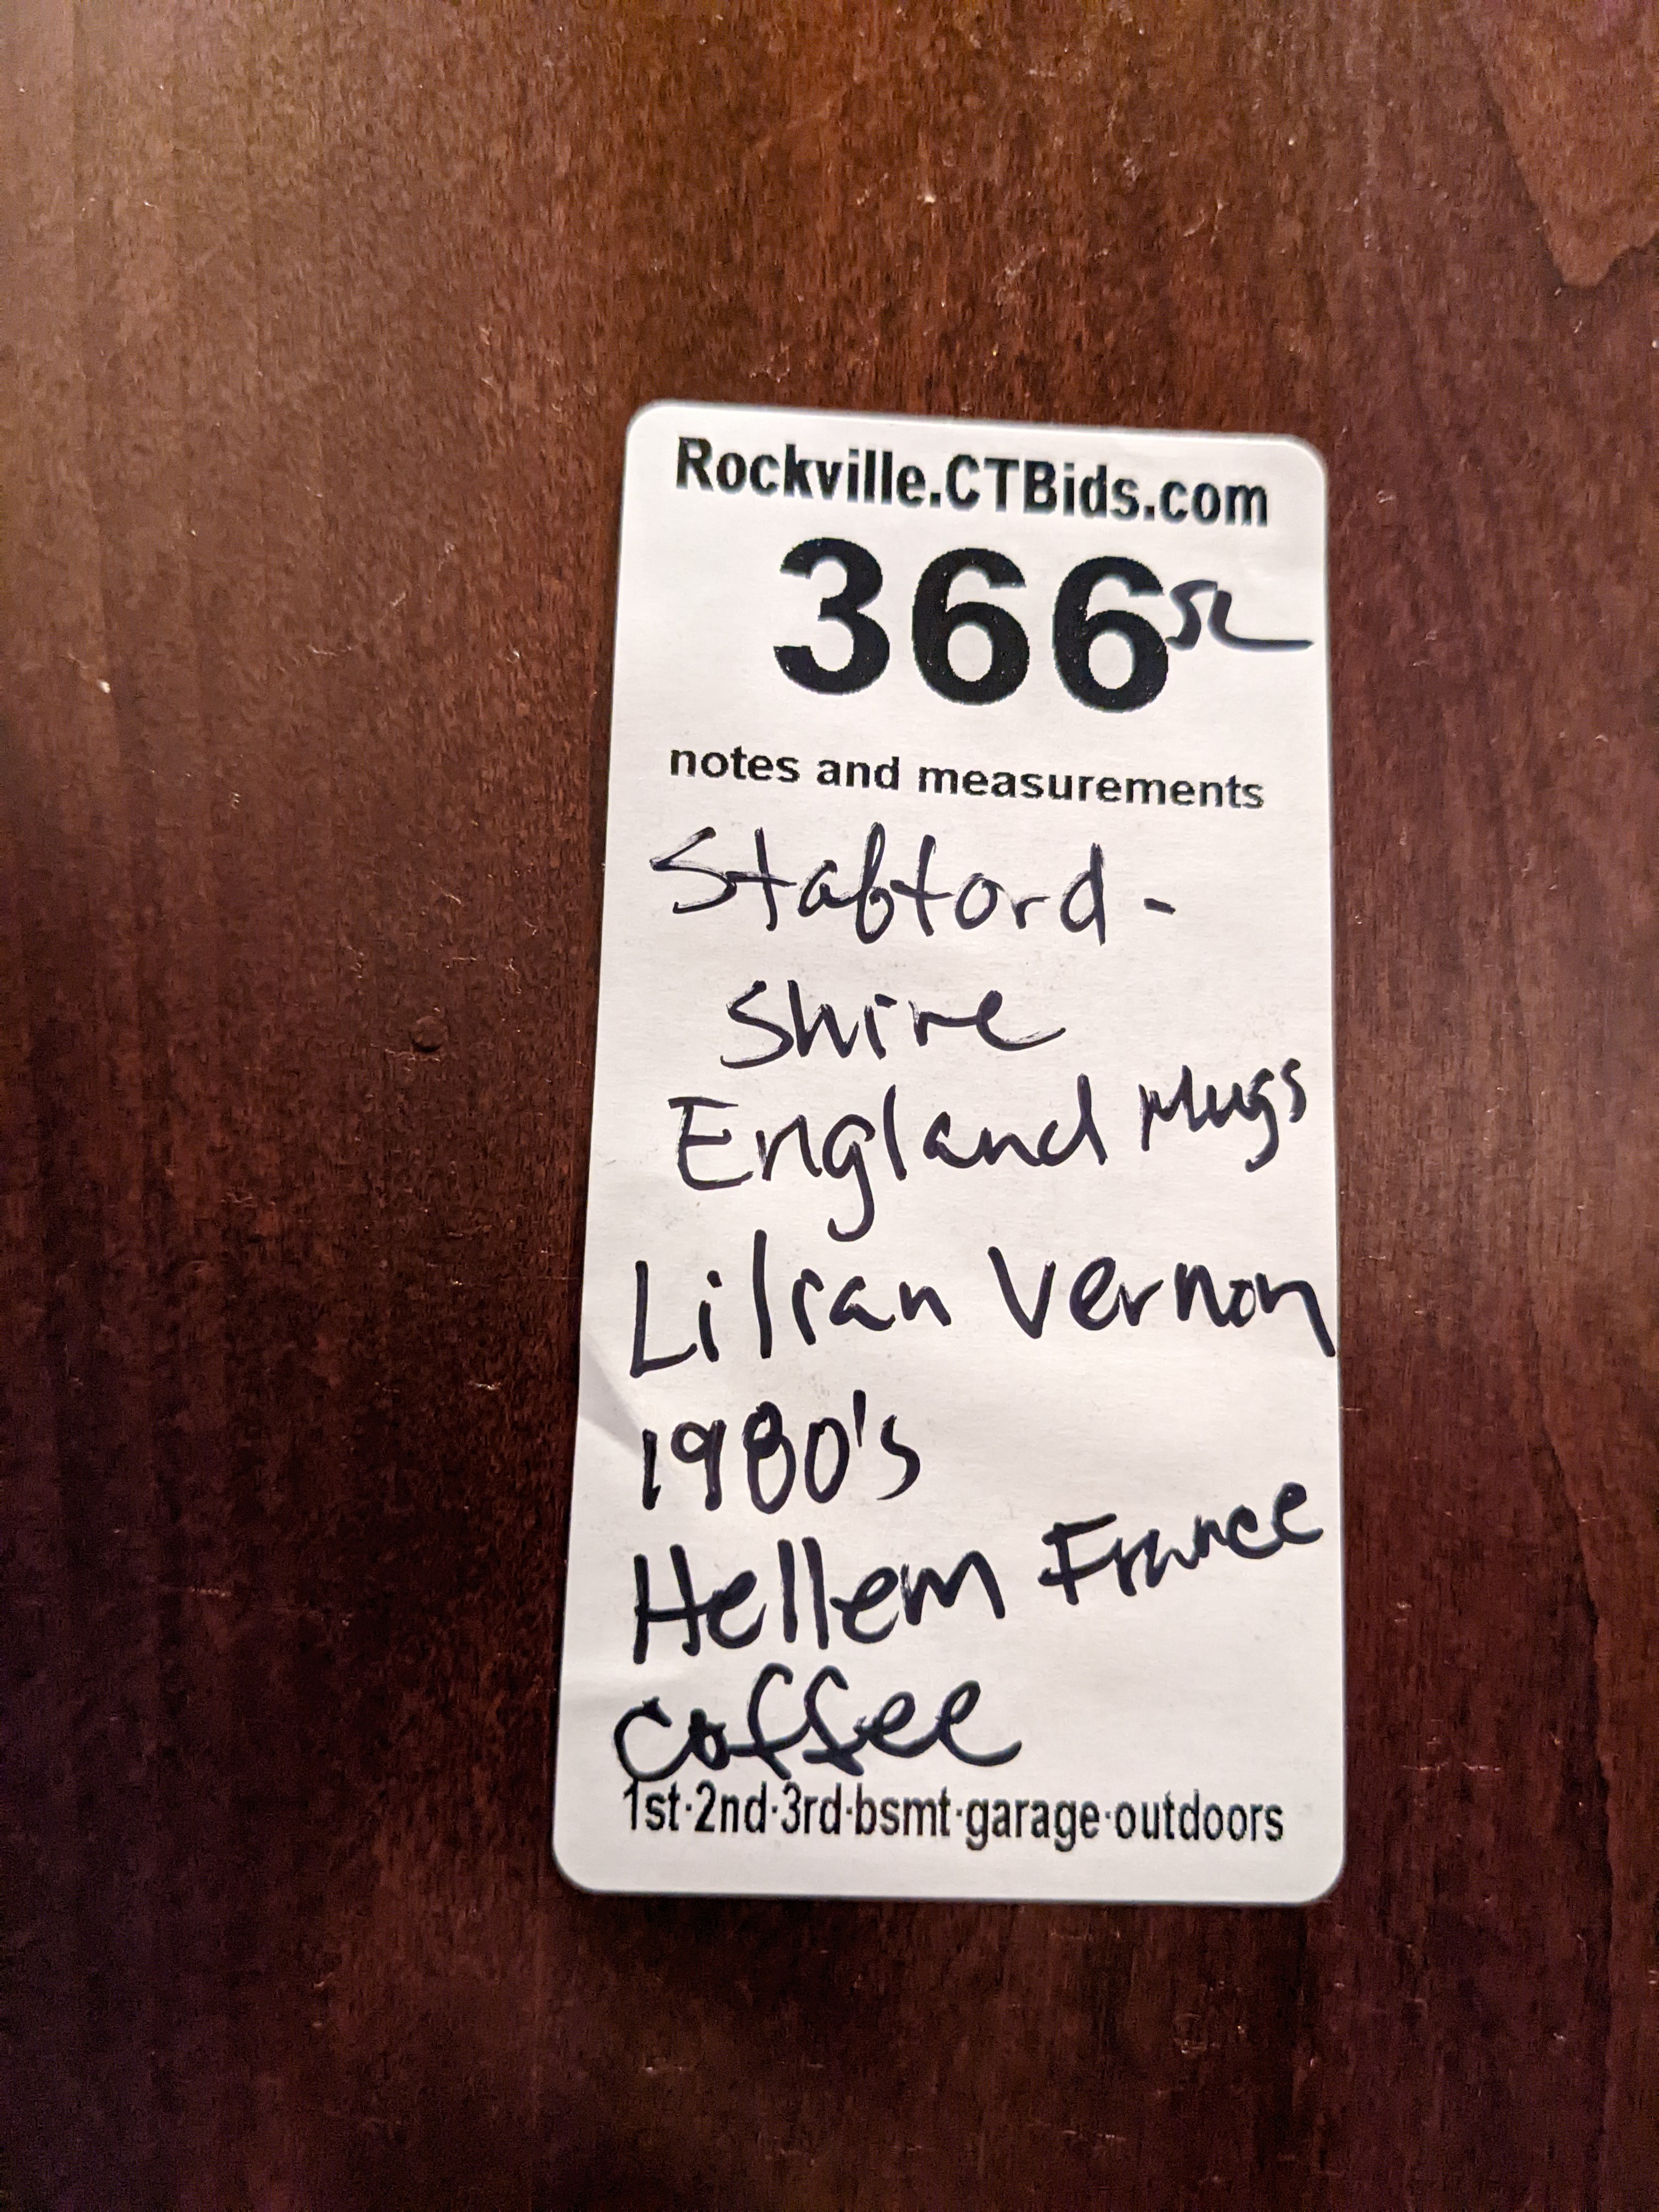 Rockville.CTBids.com
366 SL
notes and measurements
Stafford-
Shire
England Mugs
Lilian Vernon
1980's
Hellem France
Coffee
1st·2nd·3rd·bsmt·garage·outdoors